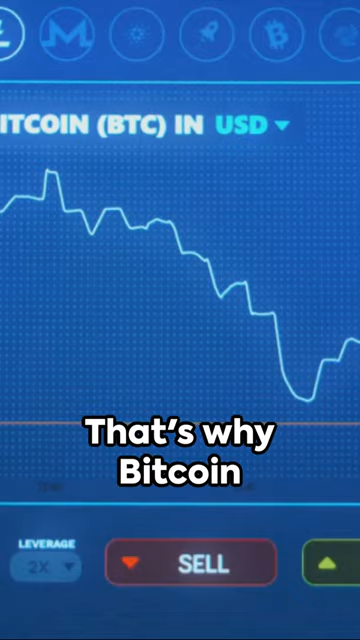 ITCOIN (BTC) IN USD
That's why
Bitcoin
LEVERAGE
2X
SELL